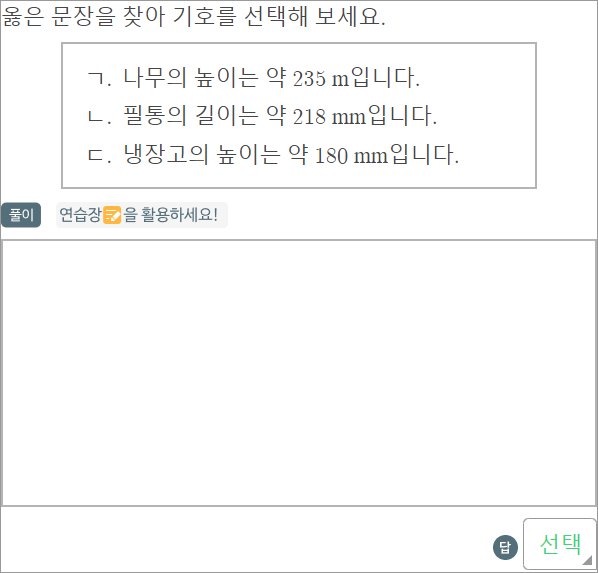 옳은 문장을 찾아 기호를 선택해 보세요.
ㄱ. 나무의 높이는 약 235 m입니다.
ㄴ. 필통의 길이는 약 218 mm입니다.
ㄷ. 냉장고의 높이는 약 180 mm입니다.
풀이 연습장을 활용하세요!
답 선택